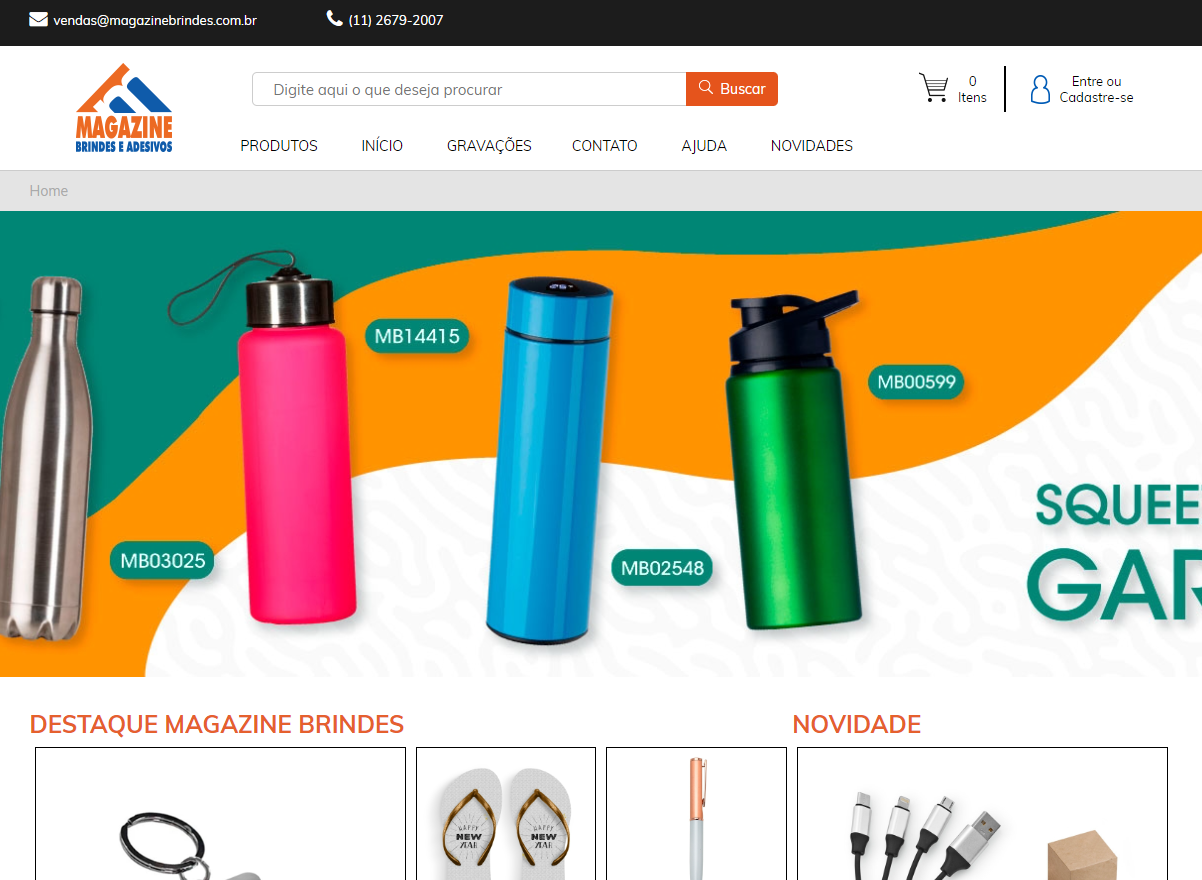 vendas@magazinebrindes.com.br
(11) 2679-2007
MAGAZINE
BRINDES E ADESIVOS
Digite aqui o que deseja procurar
Buscar
0
Itens
Entre ou
Cadastre-se
PRODUTOS INÍCIO GRAVAÇÕES CONTATO AJUDA NOVIDADES
Home
MB14415
MB00599
SQUEE
MB03025
MB02548
GAR
DESTAQUE MAGAZINE BRINDES
NOVIDADE
HAPPY
NEW
YEAR
HAPPY
NEW
YEAR